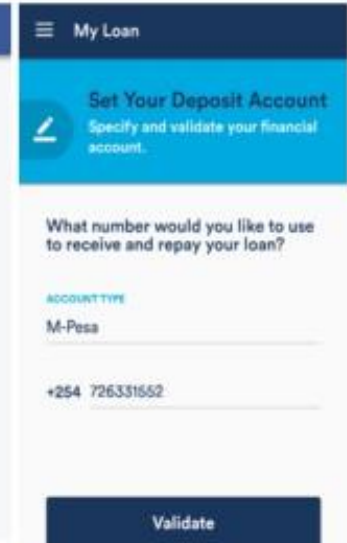 My Loan
Set Your Deposit Account
Specify and validate your financial
account.
What number would you like to use
to receive and repay your loan?
ACCOUNT TYPE
M-Pesa
+254 726331552
Validate